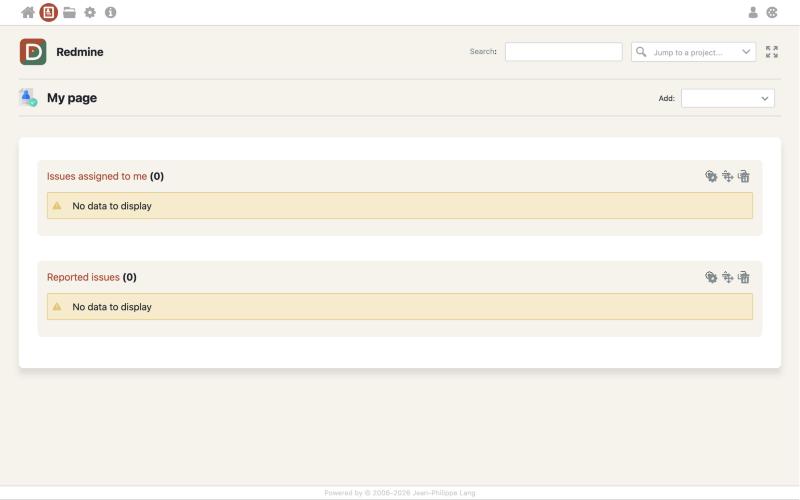 Redmine
Search:
Jump to a project...
My page
Add:
Issues assigned to me (0)
No data to display
Reported issues (0)
No data to display
Powered by © 2006-2026 Jean-Philippe Lang